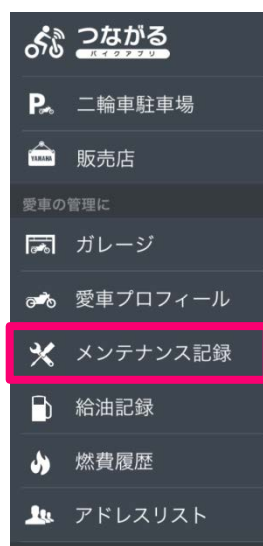 つながる
バイクアプリ
P 二輪車駐車場
YAMAHA 販売店
愛車の管理に
ガレージ
愛車プロフィール
メンテナンス記録
給油記録
燃費履歴
アドレスリスト